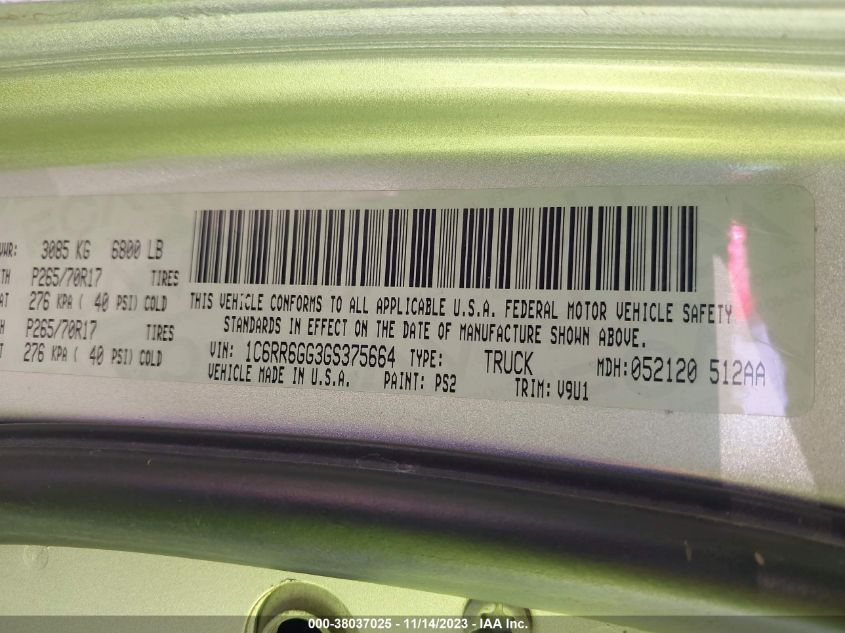 VWR: 3085 KG 6800 LB
TH P265/70R17 TIRES
AT 276 KPA ( 40 PSI) COLD
H P265/70R17 TIRES
T 276 KPA ( 40 PSI) COLD
THIS VEHICLE CONFORMS TO ALL APPLICABLE U.S.A. FEDERAL MOTOR VEHICLE SAFETY
STANDARDS IN EFFECT ON THE DATE OF MANUFACTURE SHOWN ABOVE.
VIN: 1C6RR6GG3GS375664 TYPE: TRUCK MDH:052120 512AA
VEHICLE MADE IN U.S.A. PAINT: PS2 TRIM: V9U1
000-38037025 - 11/14/2023 - IAA Inc.